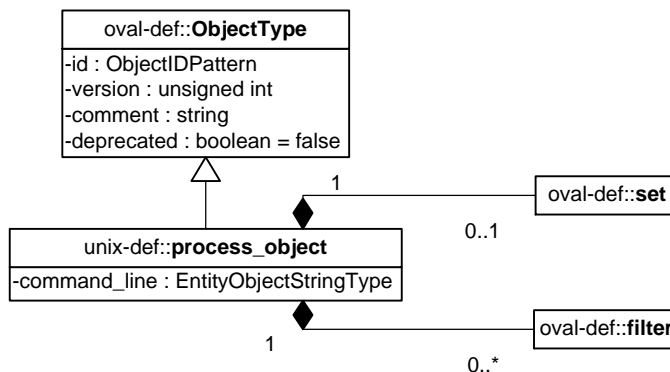 oval-def::ObjectType
-id : ObjectIDPattern
-version : unsigned int
-comment : string
-deprecated : boolean = false
1
oval-def::set
0..1
unix-def::process_object
-command_line : EntityObjectStringType
oval-def::filter
1
0..*